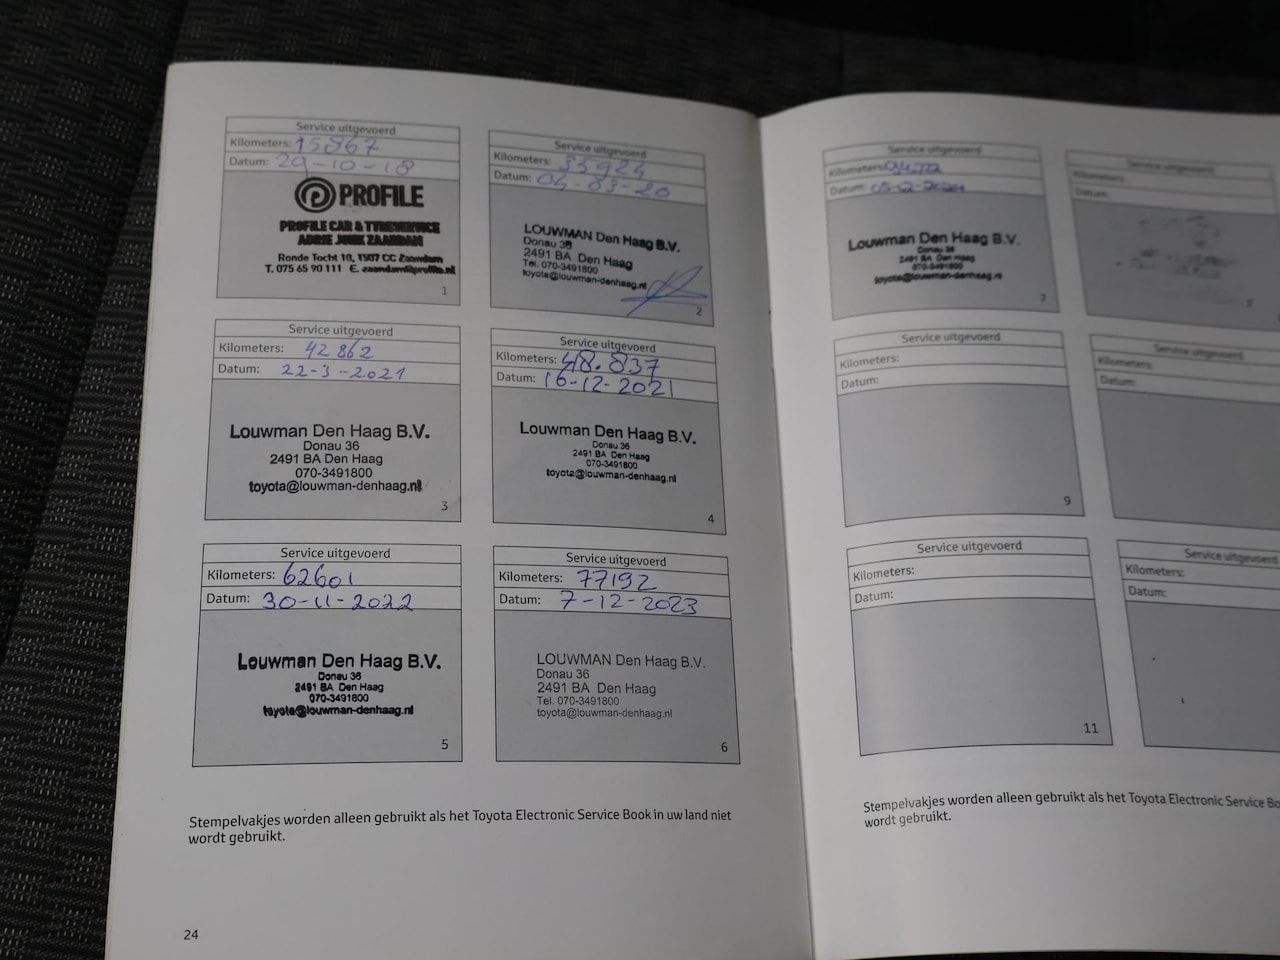 Service uitgevoerd
Kilometers: 15867
Datum: 29-10-18
PROFILE
PROFILE CAR & TYRESERVICE
ADRIE JONK ZAANDAM
Ronde Tocht 10, 1507 CC Zaandam
T. 075 65 90 111 E. zaandam@profile.nl
1
Service uitgevoerd
Kilometers: 33924
Datum: 04-03-20
LOUWMAN Den Haag B.V.
Donau 36
2491 BA Den Haag
Tel. 070-3491800
toyota@louwman-denhaag.nl
2
Service uitgevoerd
Kilometers: 42862
Datum: 22-3-2021
Louwman Den Haag B.V.
Donau 36
2491 BA Den Haag
070-3491800
toyota@louwman-denhaag.nl
3
Service uitgevoerd
Kilometers: 48.837
Datum: 16-12-2021
Louwman Den Haag B.V.
Donau 36
2491 BA Den Haag
070-3491800
toyota@louwman-denhaag.nl
4
Service uitgevoerd
Kilometers: 62601
Datum: 30-11-2022
Louwman Den Haag B.V.
Donau 36
2491 BA Den Haag
070-3491800
toyota@louwman-denhaag.nl
5
Service uitgevoerd
Kilometers: 77192
Datum: 7-12-2023
LOUWMAN Den Haag B.V.
Donau 36
2491 BA Den Haag
Tel. 070-3491800
toyota@louwman-denhaag.nl
6
Stempelvakjes worden alleen gebruikt als het Toyota Electronic Service Book in uw land niet
wordt gebruikt.
24
Service uitgevoerd
Kilometers:
Datum: 05-12-2024
Louwman Den Haag B.V.
Donau 36
2491 BA Den Haag
070-3491800
toyota@louwman-denhaag.nl
7
Service uitgevoerd
Kilometers:
Datum:
Service uitgevoerd
Kilometers:
Datum:
9
Service uitgevoerd
Kilometers:
Datum:
Service uitgevoerd
Kilometers:
Datum:
11
Service uitgevoerd
Kilometers:
Datum:
Stempelvakjes worden alleen gebruikt als het Toyota Electronic Service Bo
wordt gebruikt.